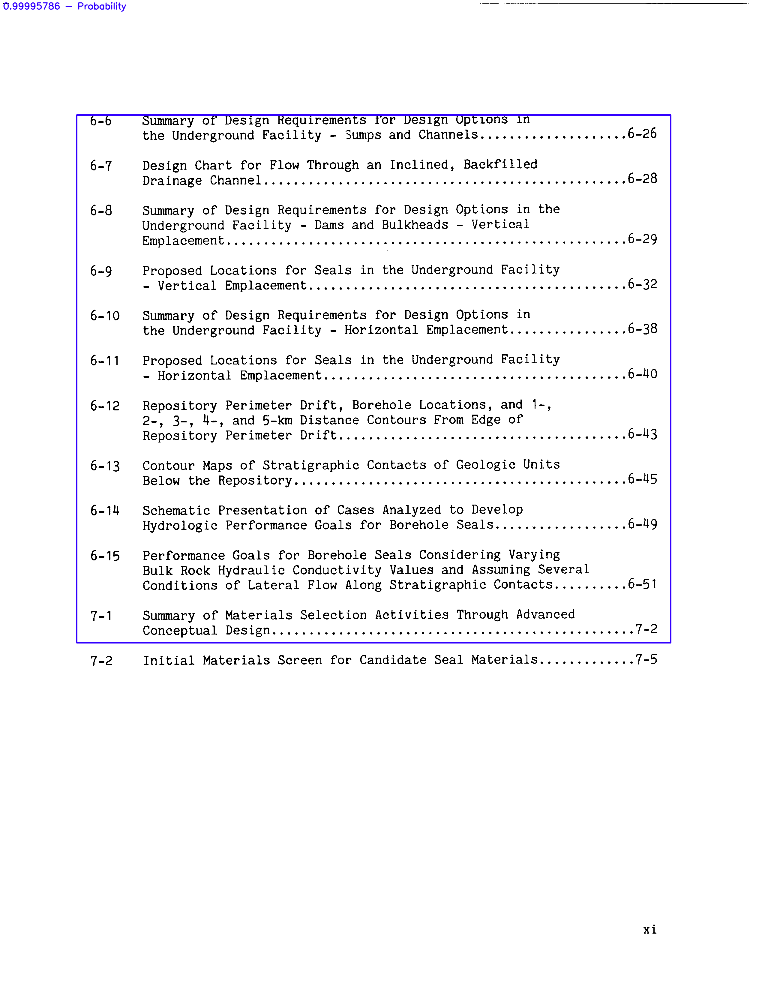 0.99995786 — Probability
6-6 Summary of Design Requirements for Design Options in
the Underground Facility - Sumps and Channels....................6-26
6-7 Design Chart for Flow Through an Inclined, Backfilled
Drainage Channel.................................................6-28
6-8 Summary of Design Requirements for Design Options in the
Underground Facility - Dams and Bulkheads - Vertical
Emplacement......................................................6-29
6-9 Proposed Locations for Seals in the Underground Facility
- Vertical Emplacement...........................................6-32
6-10 Summary of Design Requirements for Design Options in
the Underground Facility - Horizontal Emplacement................6-38
6-11 Proposed Locations for Seals in the Underground Facility
- Horizontal Emplacement.........................................6-40
6-12 Repository Perimeter Drift, Borehole Locations, and 1-,
2-, 3-, 4-, and 5-km Distance Contours From Edge of
Repository Perimeter Drift.......................................6-43
6-13 Contour Maps of Stratigraphic Contacts of Geologic Units
Below the Repository.............................................6-45
6-14 Schematic Presentation of Cases Analyzed to Develop
Hydrologic Performance Goals for Borehole Seals..................6-49
6-15 Performance Goals for Borehole Seals Considering Varying
Bulk Rock Hydraulic Conductivity Values and Assuming Several
Conditions of Lateral Flow Along Stratigraphic Contacts..........6-51
7-1 Summary of Materials Selection Activities Through Advanced
Conceptual Design.................................................7-2
7-2 Initial Materials Screen for Candidate Seal Materials.............7-5
xi